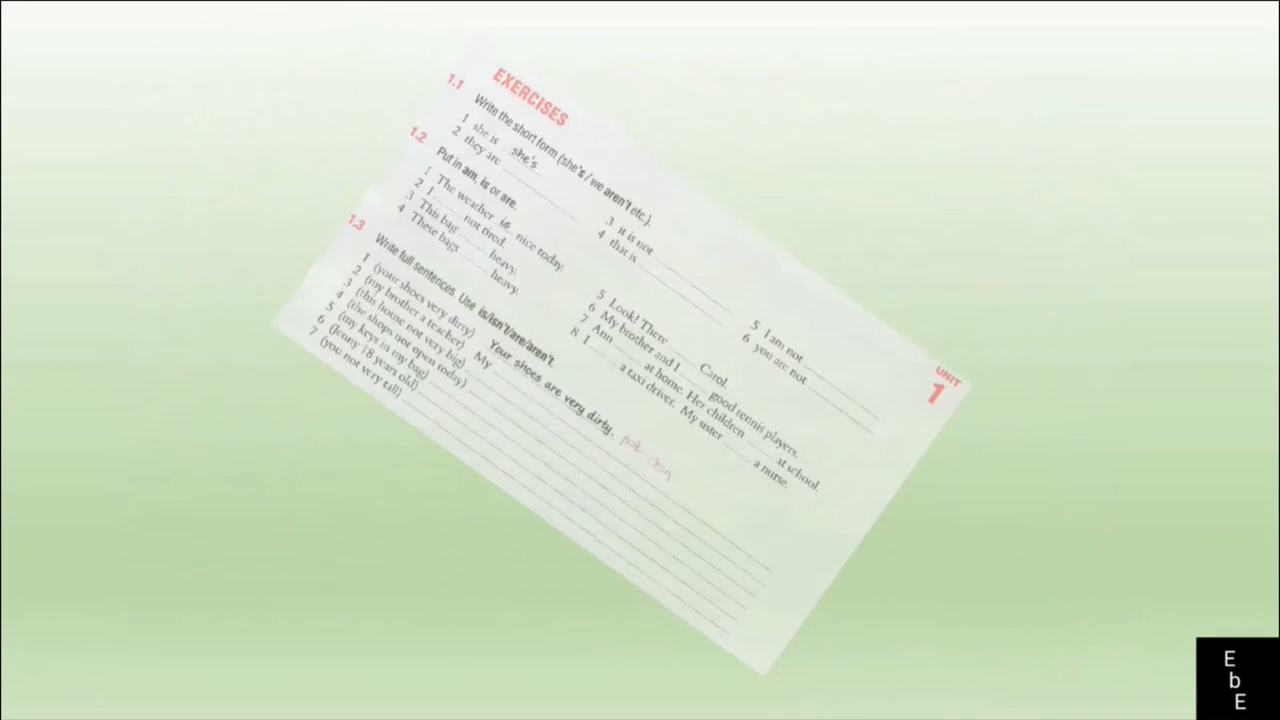 EXERCISES
UNIT
1
1.1 Write the short form (she's / we aren't etc.).
1 she is she's
2 they are
3 it is not
4 that is
5 I am not
6 you are not
1.2 Put in am, is or are.
1 The weather is nice today.
2 I not tired.
3 This bag heavy.
4 These bags heavy.
5 Look! There Carol.
6 My brother and I good tennis players.
7 Ann at home. Her children at school.
8 I a taxi driver. My sister a nurse.
1.3 Write full sentences. Use is/isn't/are/aren't.
1 (your shoes very dirty) Your shoes are very dirty.
2 (my brother a teacher) My
3 (this house not very big)
4 (the shops not open today)
5 (my keys in my bag)
6 (Jenny 18 years old)
7 (you not very tall)
E
b
E